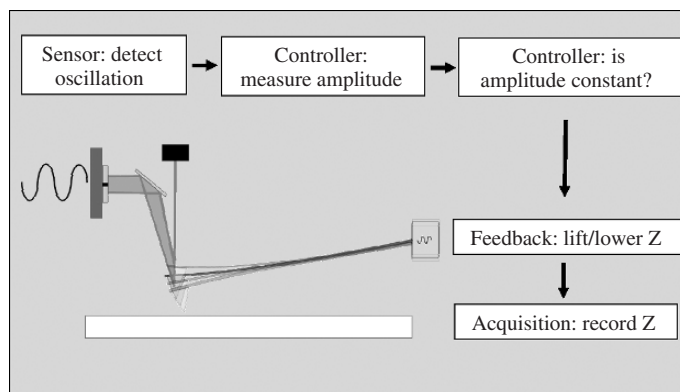 Sensor: detect
oscillation
Controller:
measure amplitude
Controller: is
amplitude constant?
Feedback: lift/lower Z
Acquisition: record Z